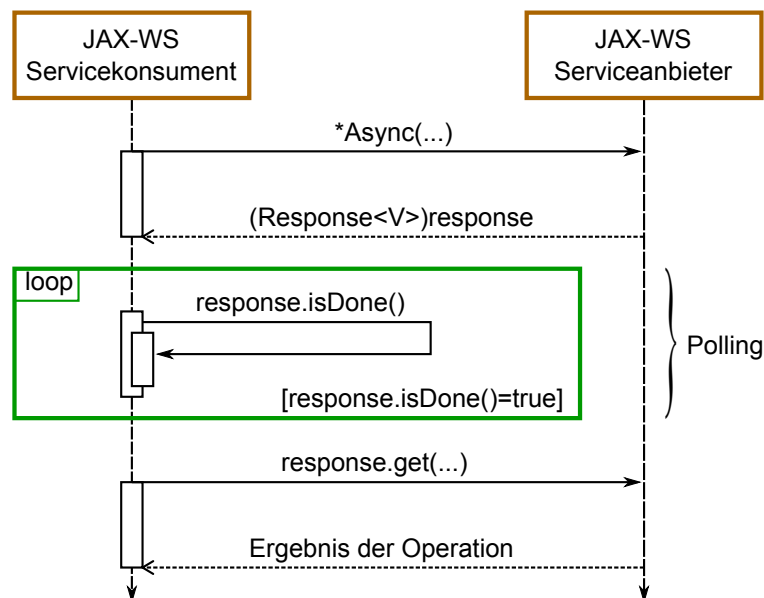 JAX-WS
Servicekonsument
JAX-WS
Serviceanbieter
*Async(...)
(Response<V>)response
loop
response.isDone()
Polling
[response.isDone()=true]
response.get(...)
Ergebnis der Operation